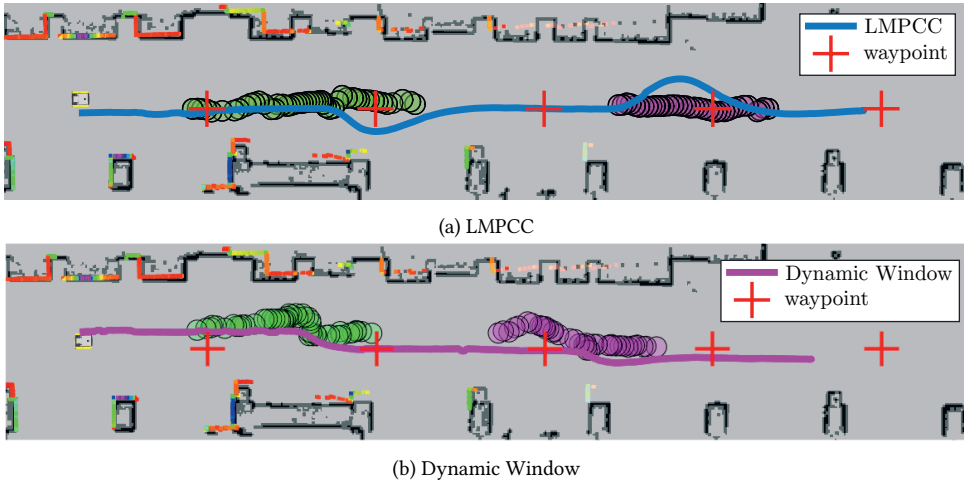 LMPCC
waypoint
(a) LMPCC
Dynamic Window
waypoint
(b) Dynamic Window